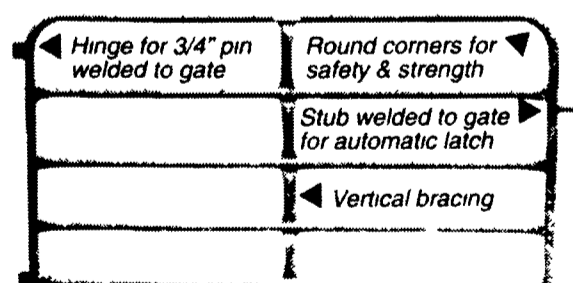 Hinge for 3/4" pin
welded to gate
Round corners for
safety & strength
Stub welded to gate
for automatic latch
Vertical bracing